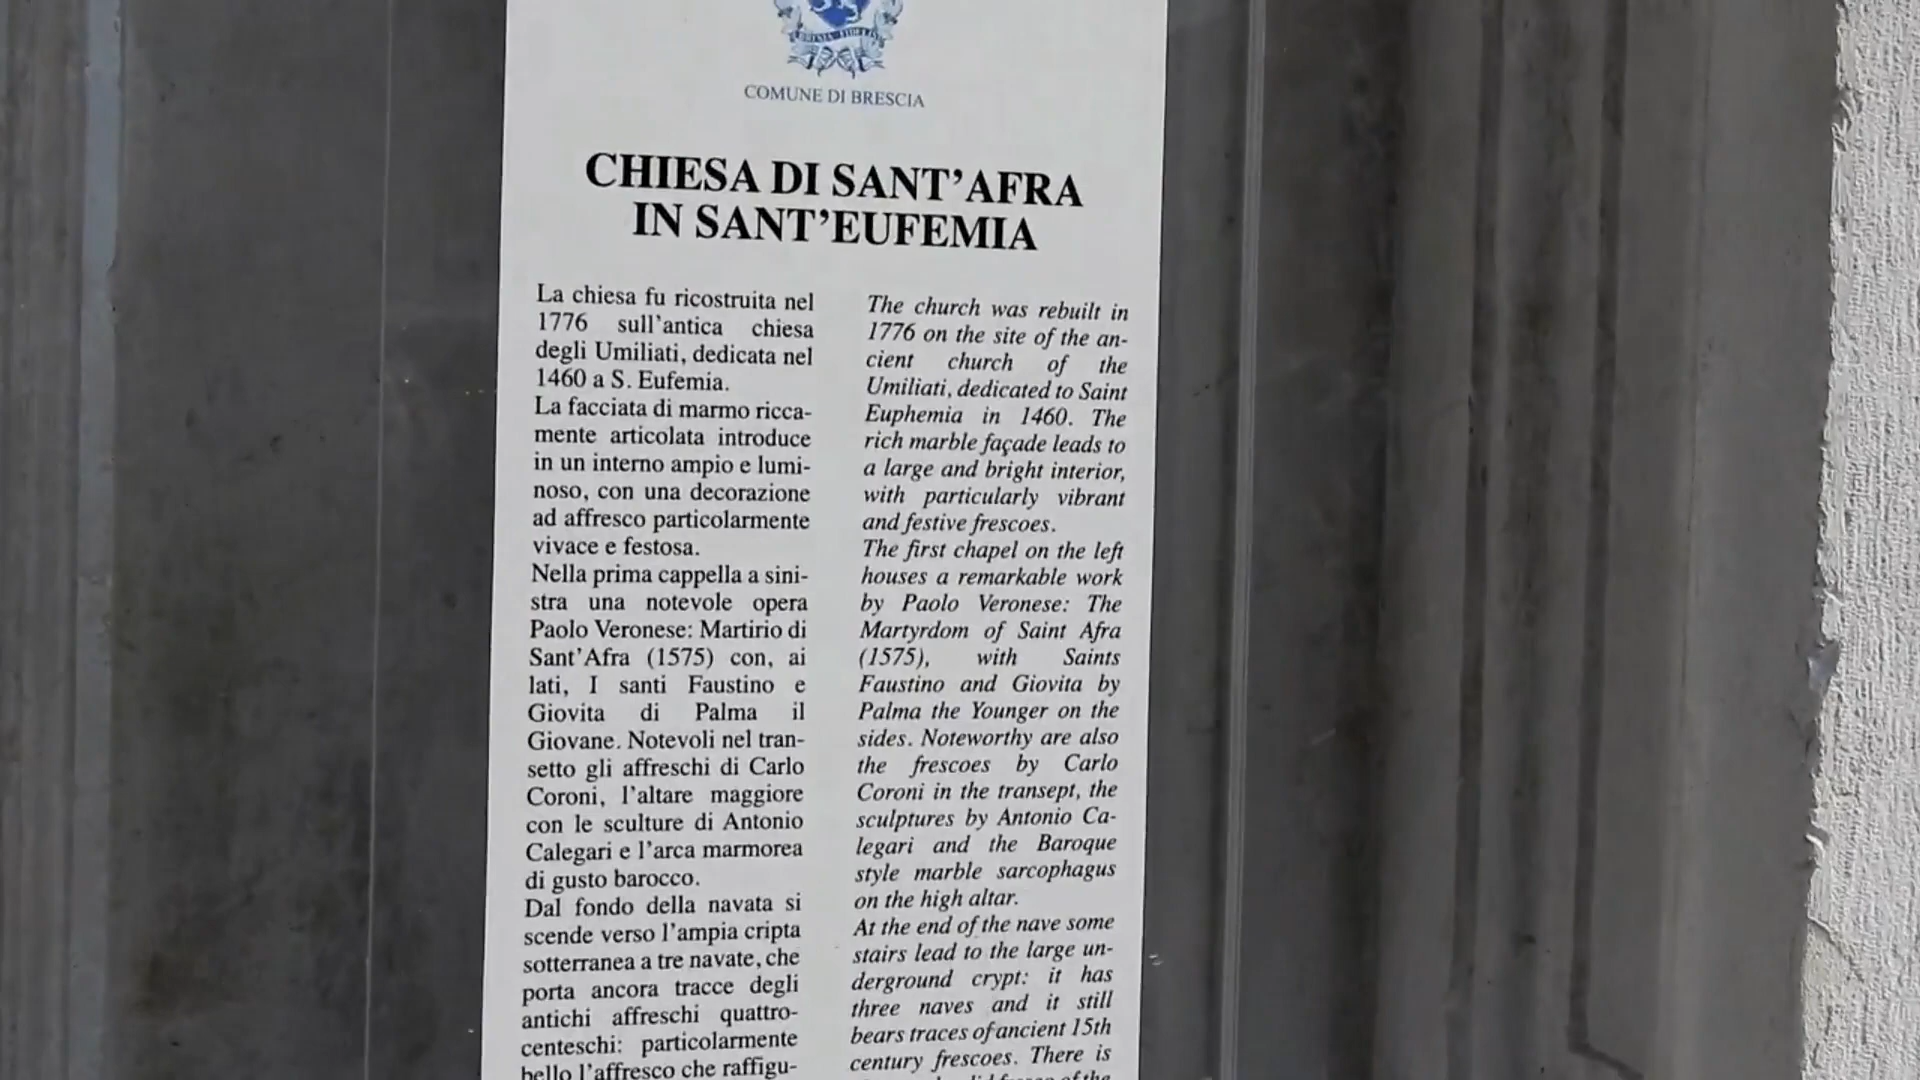 BRIXIA FIDELIS
COMUNE DI BRESCIA
CHIESA DI SANT'AFRA
IN SANT'EUFEMIA
La chiesa fu ricostruita nel
1776 sull'antica chiesa
degli Umiliati, dedicata nel
1460 a S. Eufemia.
La facciata di marmo ricca-
mente articolata introduce
in un interno ampio e lumi-
noso, con una decorazione
ad affresco particolarmente
vivace e festosa.
Nella prima cappella a sini-
stra una notevole opera
Paolo Veronese: Martirio di
Sant'Afra (1575) con, ai
lati, I santi Faustino e
Giovita di Palma il
Giovane. Notevoli nel tran-
setto gli affreschi di Carlo
Coroni, l'altare maggiore
con le sculture di Antonio
Calegari e l'arca marmorea
di gusto barocco.
Dal fondo della navata si
scende verso l'ampia cripta
sotterranea a tre navate, che
porta ancora tracce degli
antichi affreschi quattro-
centeschi: particolarmente
bello l'affresco che raffigu-
The church was rebuilt in
1776 on the site of the an-
cient church of the
Umiliati, dedicated to Saint
Euphemia in 1460. The
rich marble façade leads to
a large and bright interior,
with particularly vibrant
and festive frescoes.
The first chapel on the left
houses a remarkable work
by Paolo Veronese: The
Martyrdom of Saint Afra
(1575), with Saints
Faustino and Giovita by
Palma the Younger on the
sides. Noteworthy are also
the frescoes by Carlo
Coroni in the transept, the
sculptures by Antonio Ca-
legari and the Baroque
style marble sarcophagus
on the high altar.
At the end of the nave some
stairs lead to the large un-
derground crypt: it has
three naves and it still
bears traces of ancient 15th
century frescoes. There is
of the